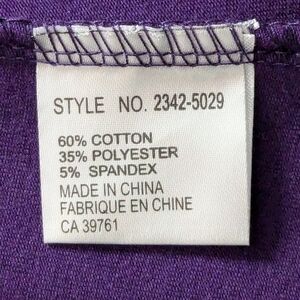 STYLE NO. 2342-5029
60% COTTON
35% POLYESTER
5% SPANDEX
MADE IN CHINA
FABRIQUE EN CHINE
CA 39761